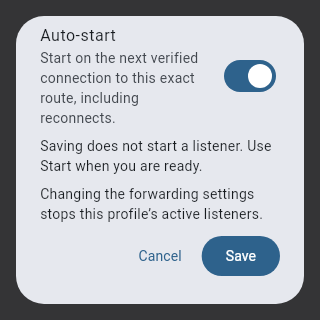 Auto-start
Start on the next verified
connection to this exact
route, including
reconnects.
Saving does not start a listener. Use
Start when you are ready.
Changing the forwarding settings
stops this profile’s active listeners.
Cancel
Save